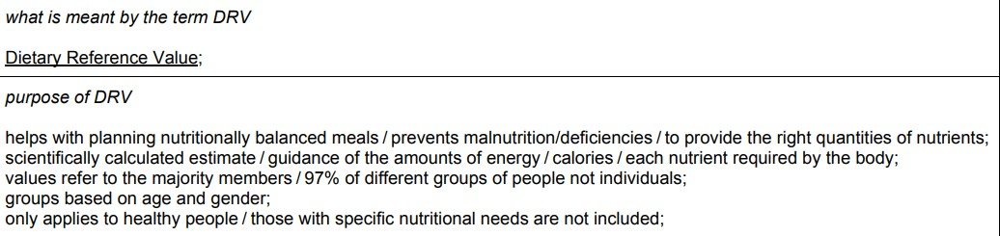 what is meant by the term DRV
Dietary Reference Value;
purpose of DRV
helps with planning nutritionally balanced meals / prevents malnutrition/deficiencies / to provide the right quantities of nutrients;
scientifically calculated estimate / guidance of the amounts of energy / calories / each nutrient required by the body;
values refer to the majority members / 97% of different groups of people not individuals;
groups based on age and gender;
only applies to healthy people / those with specific nutritional needs are not included;